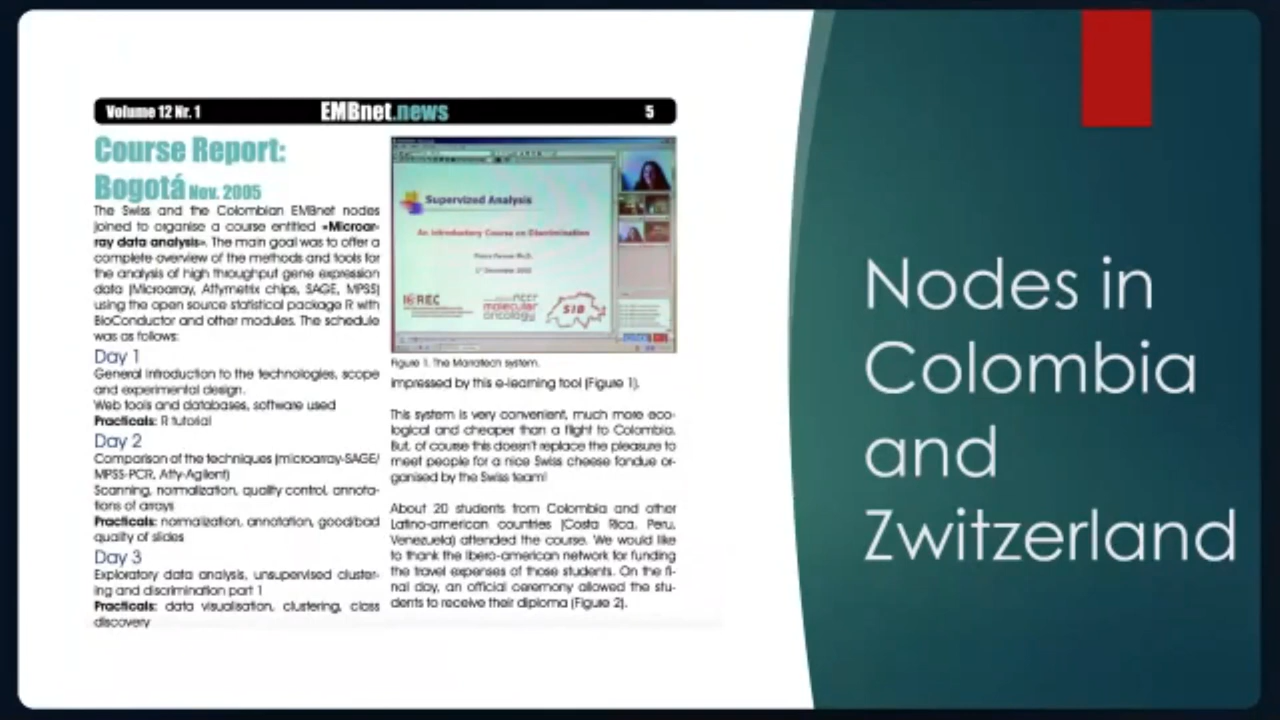 Volume 12 Nr. 1
EMBnet.news
5
Course Report:
Bogotá Nov. 2005
The Swiss and the Colombian EMBnet nodes
joined to organise a course entitled «Microar-
ray data analysis». The main goal was to offer a
complete overview of the methods and tools for
the analysis of high throughput gene expression
data (Microarray, Affymetrix chips, SAGE, MPSS)
using the open source statistical package R with
BioConductor and other modules. The schedule
was as follows:
Day 1
General introduction to the technologies, scope
and experimental design.
Web tools and databases, software used
Practicals: R tutorial
Day 2
Comparison of the techniques (microarray-SAGE/
MPSS-PCR, Affy-Agilent)
Scanning, normalization, quality control, annota-
tions of arrays
Practicals: normalization, annotation, good/bad
quality of slides
Day 3
Exploratory data analysis, unsupervised cluster-
ing and discrimination part 1
Practicals: data visualisation, clustering, class
discovery
Supervized Analysis
An Introductory Course on Discrimination
ISREC
nccr
molecular
oncology
SIB
Figure 1. The Marratech system.
impressed by this e-learning tool (Figure 1).
This system is very convenient, much more eco-
logical and cheaper than a flight to Colombia.
But, of course this doesn't replace the pleasure to
meet people for a nice Swiss cheese fondue or-
ganised by the Swiss team!
About 20 students from Colombia and other
Latino-american countries (Costa Rica, Peru,
Venezuela) attended the course. We would like
to thank the Ibero-american network for funding
the travel expenses of those students. On the fi-
nal day, an official ceremony allowed the stu-
dents to receive their diploma (Figure 2).
Nodes in
Colombia
and
Zwitzerland